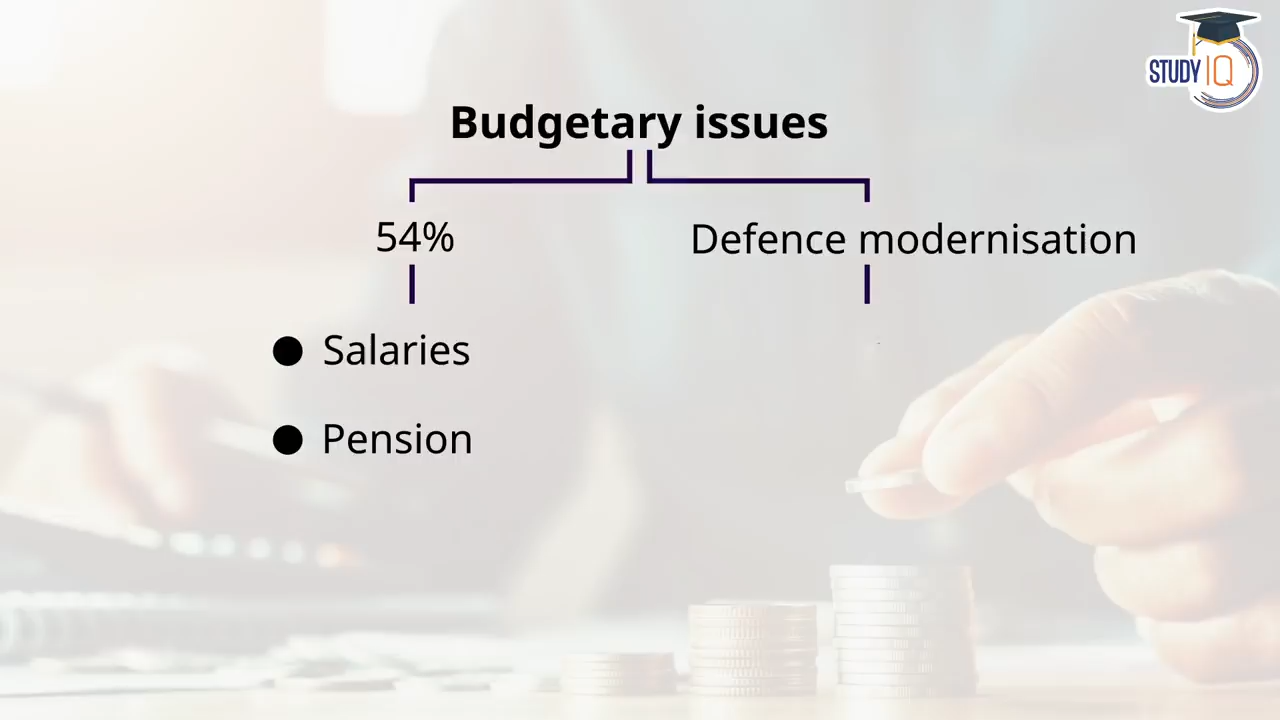 STUDY IQ
Budgetary issues
54%
Defence modernisation
● Salaries
● Pension